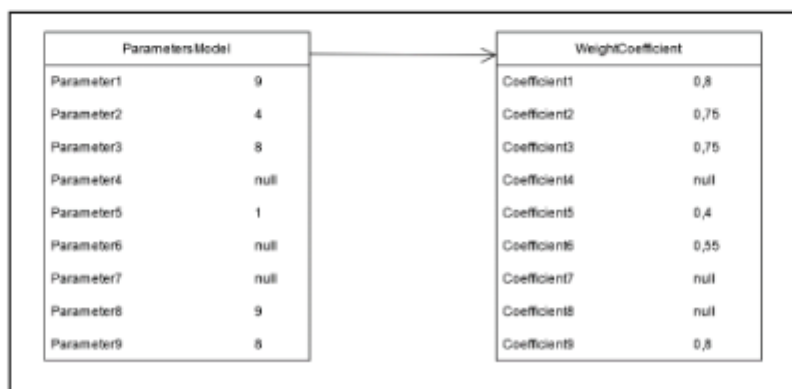 ParametersModel
Parameter1 9
Parameter2 4
Parameter3 8
Parameter4 null
Parameter5 1
Parameter6 null
Parameter7 null
Parameter8 9
Parameter9 8
WeightCoefficient
Coefficient1 0,8
Coefficient2 0,75
Coefficient3 0,75
Coefficient4 null
Coefficient5 0,4
Coefficient6 0,55
Coefficient7 null
Coefficient8 null
Coefficient9 0,8